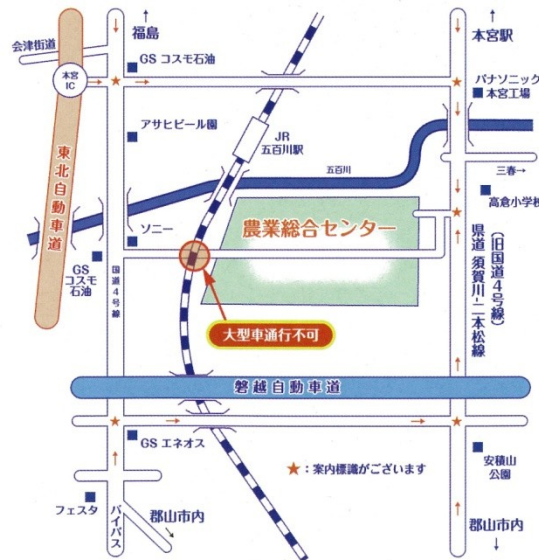 会津街道
福島
本宮駅
GS コスモ石油
本宮
IC
パナソニック
本宮工場
アサヒビール園
JR
五百川駅
五百川
三春→
高倉小学校
東北自動車道
ソニー
農業総合センター
GS
コスモ
石油
国道4号線
大型車通行不可
県道 須賀川・二本松線
(旧国道4号線)
磐越自動車道
GS エネオス
★：案内標識がございます
安積山
公園
フェスタ
バイパス
郡山市内
郡山市内